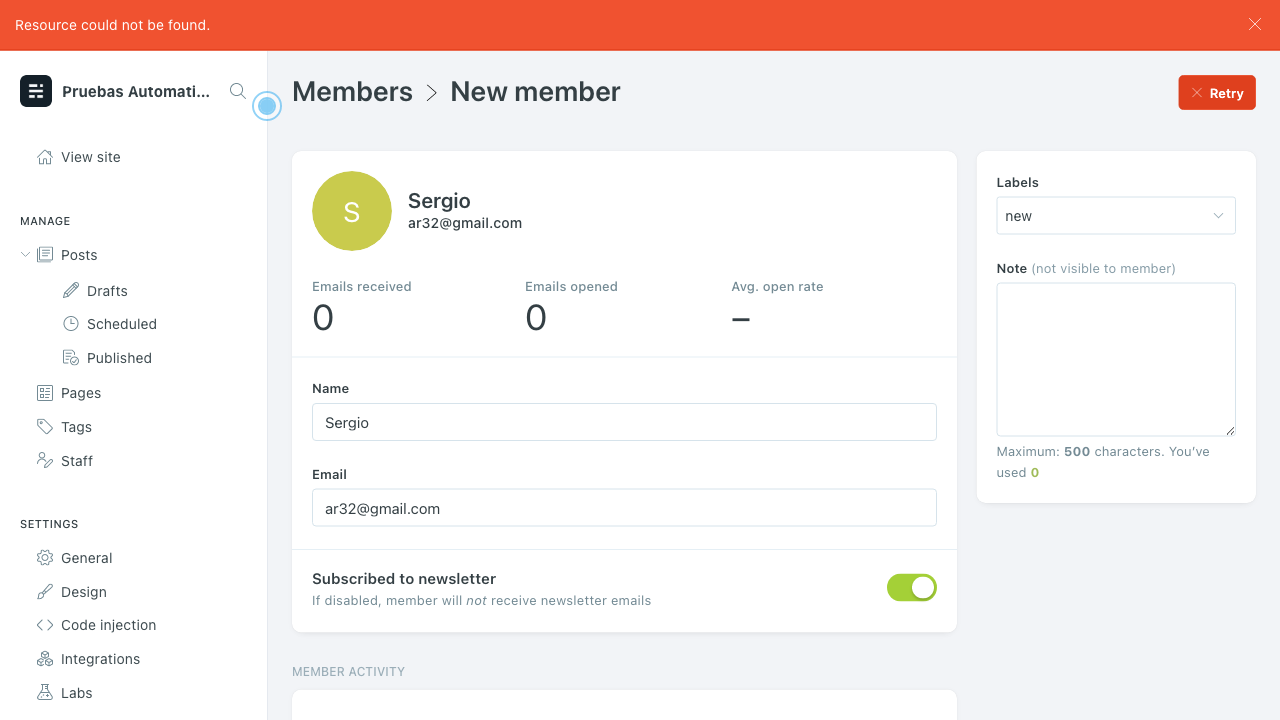 Resource could not be found.
Pruebas Automati...
View site
MANAGE
Posts
Drafts
Scheduled
Published
Pages
Tags
Staff
SETTINGS
General
Design
Code injection
Integrations
Labs
Members > New member
Retry
S
Sergio
ar32@gmail.com
Emails received
0
Emails opened
0
Avg. open rate
–
Name
Sergio
Email
ar32@gmail.com
Subscribed to newsletter
If disabled, member will not receive newsletter emails
MEMBER ACTIVITY
Labels
new
Note (not visible to member)
Maximum: 500 characters. You’ve
used 0